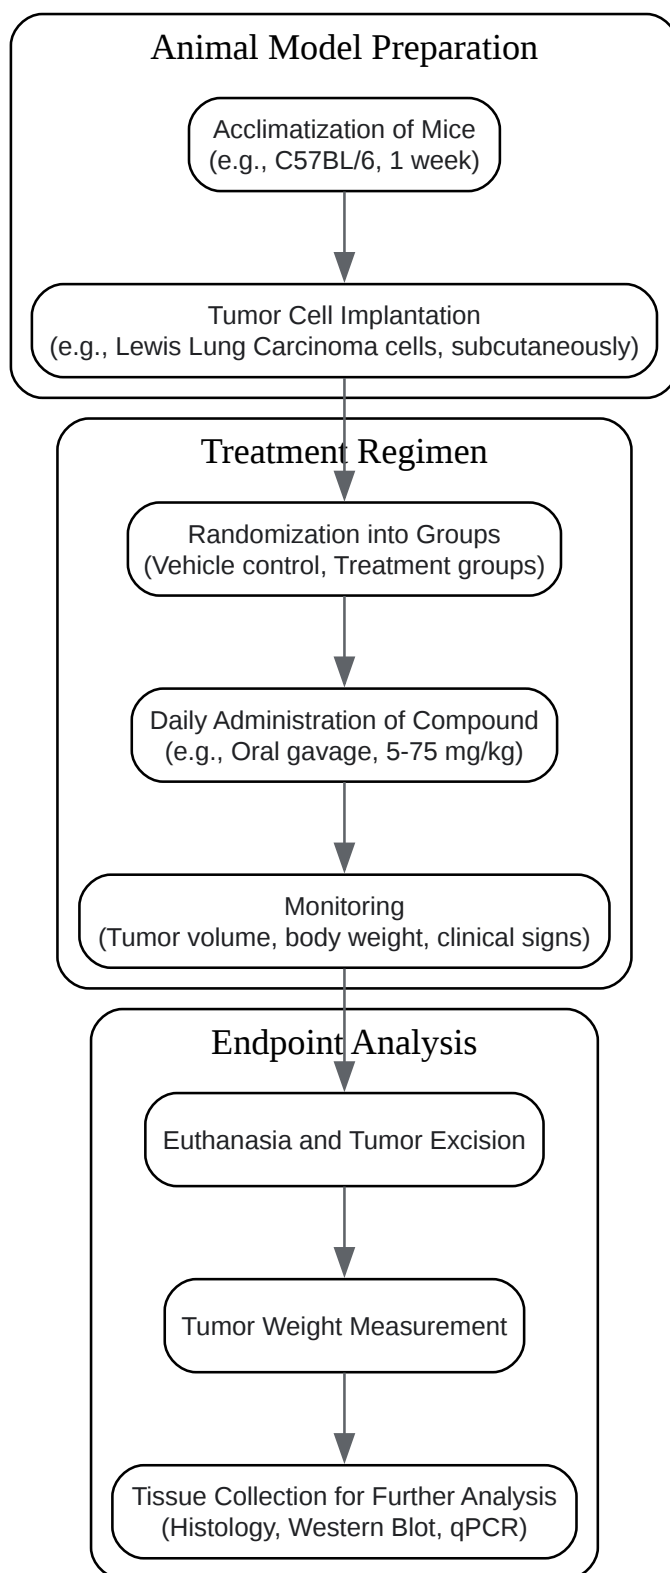 Animal Model Preparation
Acclimatization of Mice
(e.g., C57BL/6, 1 week)
Tumor Cell Implantation
(e.g., Lewis Lung Carcinoma cells, subcutaneously)
Treatment Regimen
Randomization into Groups
(Vehicle control, Treatment groups)
Daily Administration of Compound
(e.g., Oral gavage, 5-75 mg/kg)
Monitoring
(Tumor volume, body weight, clinical signs)
Endpoint Analysis
Euthanasia and Tumor Excision
Tumor Weight Measurement
Tissue Collection for Further Analysis
(Histology, Western Blot, qPCR)